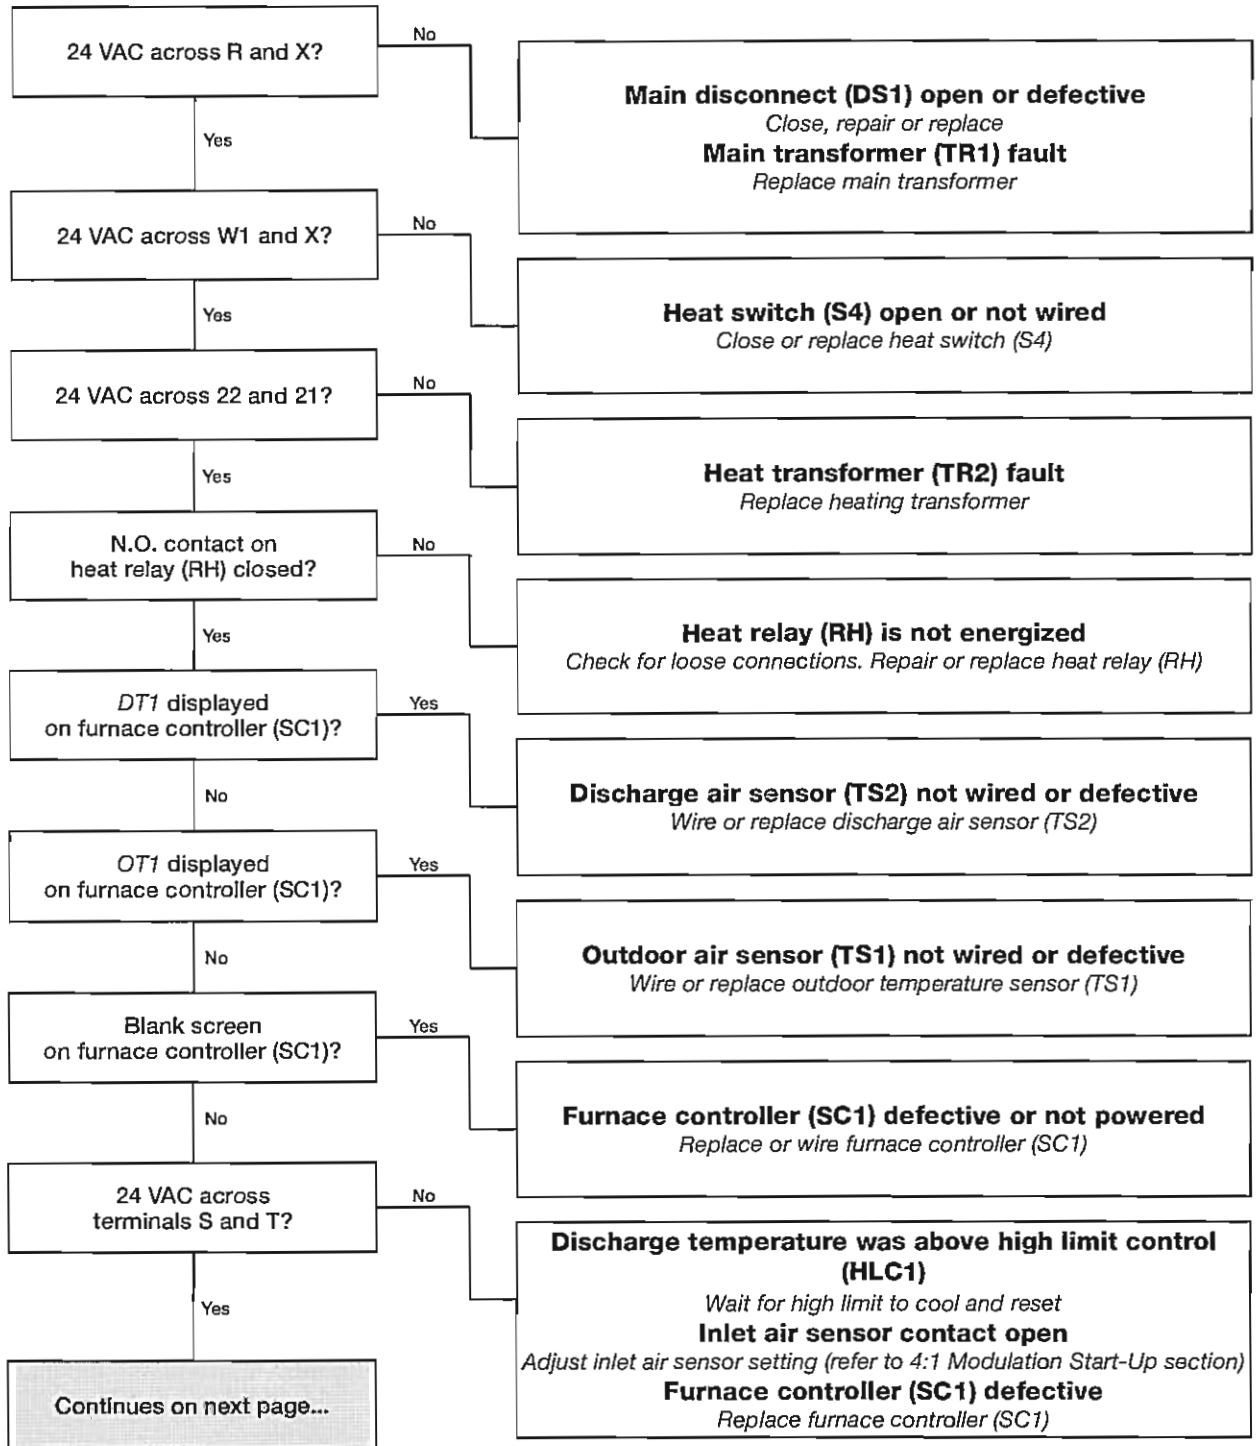 24 VAC across R and X?
No
Main disconnect (DS1) open or defective
Close, repair or replace
Main transformer (TR1) fault
Replace main transformer
Yes
24 VAC across W1 and X?
No
Heat switch (S4) open or not wired
Close or replace heat switch (S4)
Yes
24 VAC across 22 and 21?
No
Heat transformer (TR2) fault
Replace heating transformer
Yes
N.O. contact on
heat relay (RH) closed?
No
Heat relay (RH) is not energized
Check for loose connections. Repair or replace heat relay (RH)
Yes
DT1 displayed
on furnace controller (SC1)?
Yes
Discharge air sensor (TS2) not wired or defective
Wire or replace discharge air sensor (TS2)
No
OT1 displayed
on furnace controller (SC1)?
Yes
Outdoor air sensor (TS1) not wired or defective
Wire or replace outdoor temperature sensor (TS1)
No
Blank screen
on furnace controller (SC1)?
Yes
Furnace controller (SC1) defective or not powered
Replace or wire furnace controller (SC1)
No
24 VAC across
terminals S and T?
No
Discharge temperature was above high limit control
(HLC1)
Wait for high limit to cool and reset
Inlet air sensor contact open
Adjust inlet air sensor setting (refer to 4:1 Modulation Start-Up section)
Furnace controller (SC1) defective
Replace furnace controller (SC1)
Yes
Continues on next page...